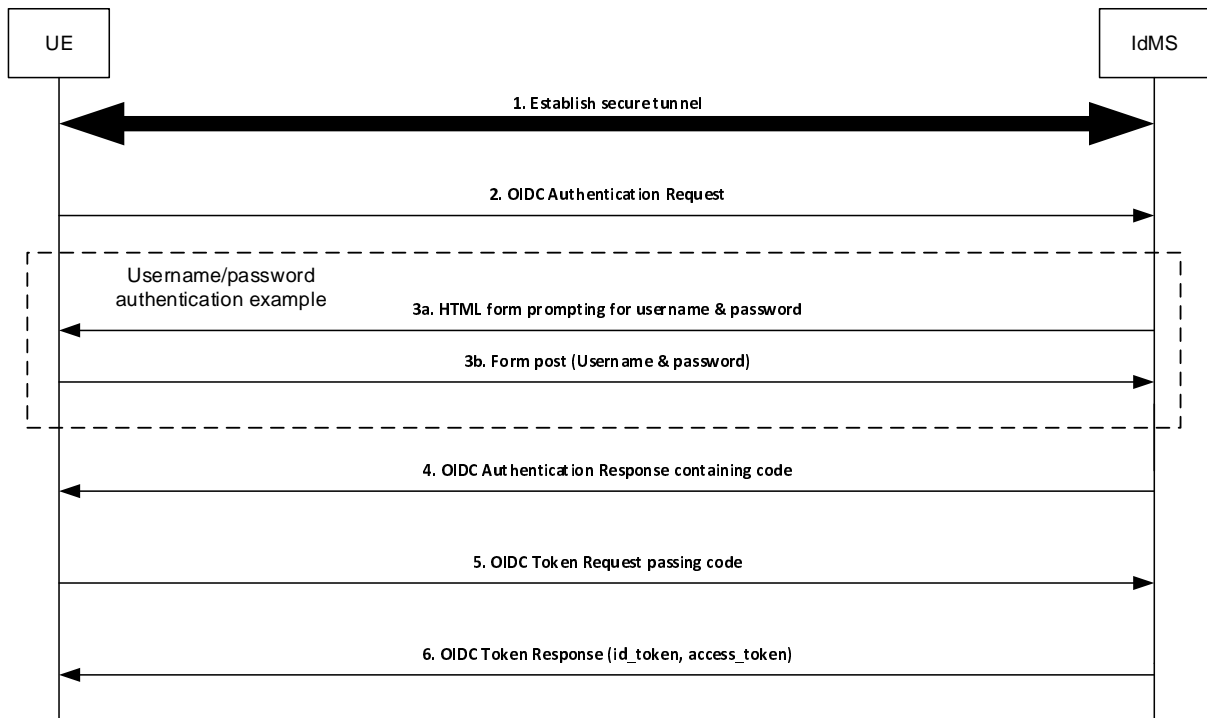 UE
IdMS
1. Establish secure tunnel
2. OIDC Authentication Request
Username/password
authentication example
3a. HTML form prompting for username & password
3b. Form post (Username & password)
4. OIDC Authentication Response containing code
5. OIDC Token Request passing code
6. OIDC Token Response (id_token, access_token)